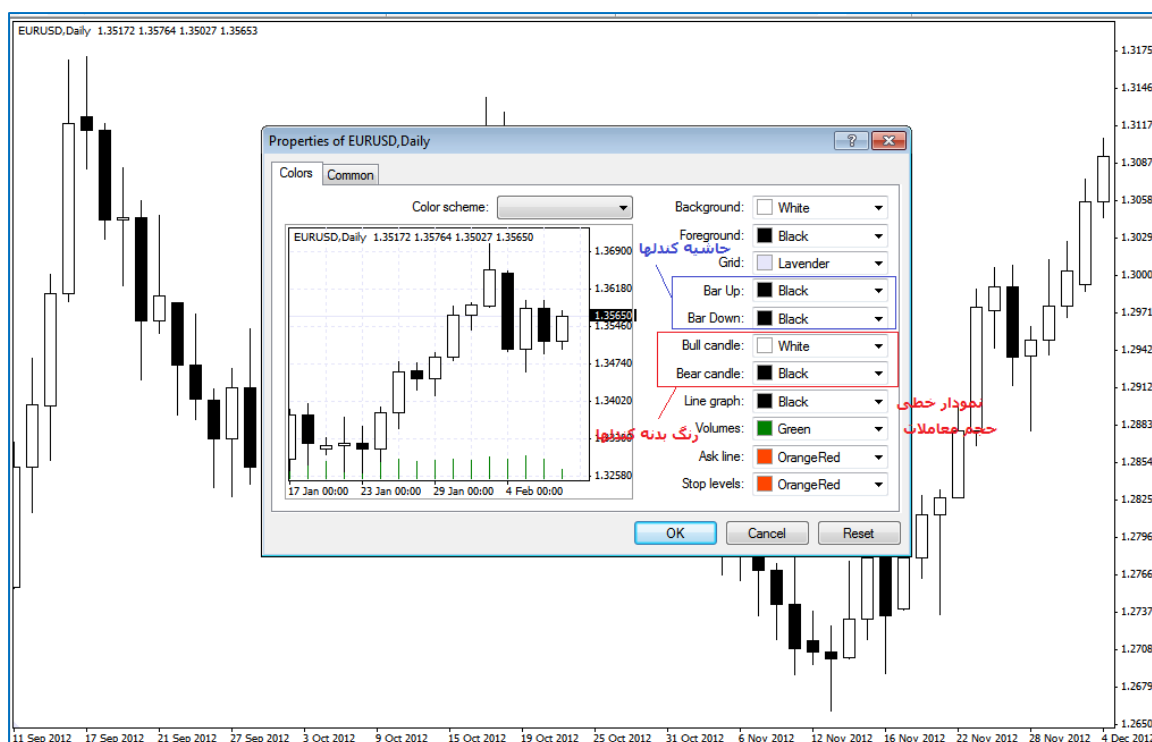 EURUSD,Daily 1.35172 1.35764 1.35027 1.35653
Properties of EURUSD,Daily
Colors
Common
Color scheme:
EURUSD,Daily 1.35172 1.35764 1.35027 1.35650
1.36900
1.36180
1.35650
1.35460
1.34740
1.34020
1.32580
17 Jan 00:00 23 Jan 00:00 29 Jan 00:00 4 Feb 00:00
Background: White
Foreground: Black
حاشیه کندلها
Grid: Lavender
Bar Up: Black
Bar Down: Black
Bull candle: White
Bear candle: Black
Line graph: Black
نمودار خطی
Volumes: Green
حجم معاملات
رنگ بدنه کندلها
Ask line: OrangeRed
Stop levels: OrangeRed
OK
Cancel
Reset
1.3175
1.3146
1.3117
1.3087
1.3058
1.3029
1.3000
1.2971
1.2942
1.2912
1.2883
1.2854
1.2825
1.2796
1.2766
1.2737
1.2708
1.2679
1.2650
11 Sep 2012 17 Sep 2012 21 Sep 2012 27 Sep 2012 3 Oct 2012 9 Oct 2012 15 Oct 2012 19 Oct 2012 25 Oct 2012 31 Oct 2012 6 Nov 2012 12 Nov 2012 16 Nov 2012 22 Nov 2012 28 Nov 2012 4 Dec 2012